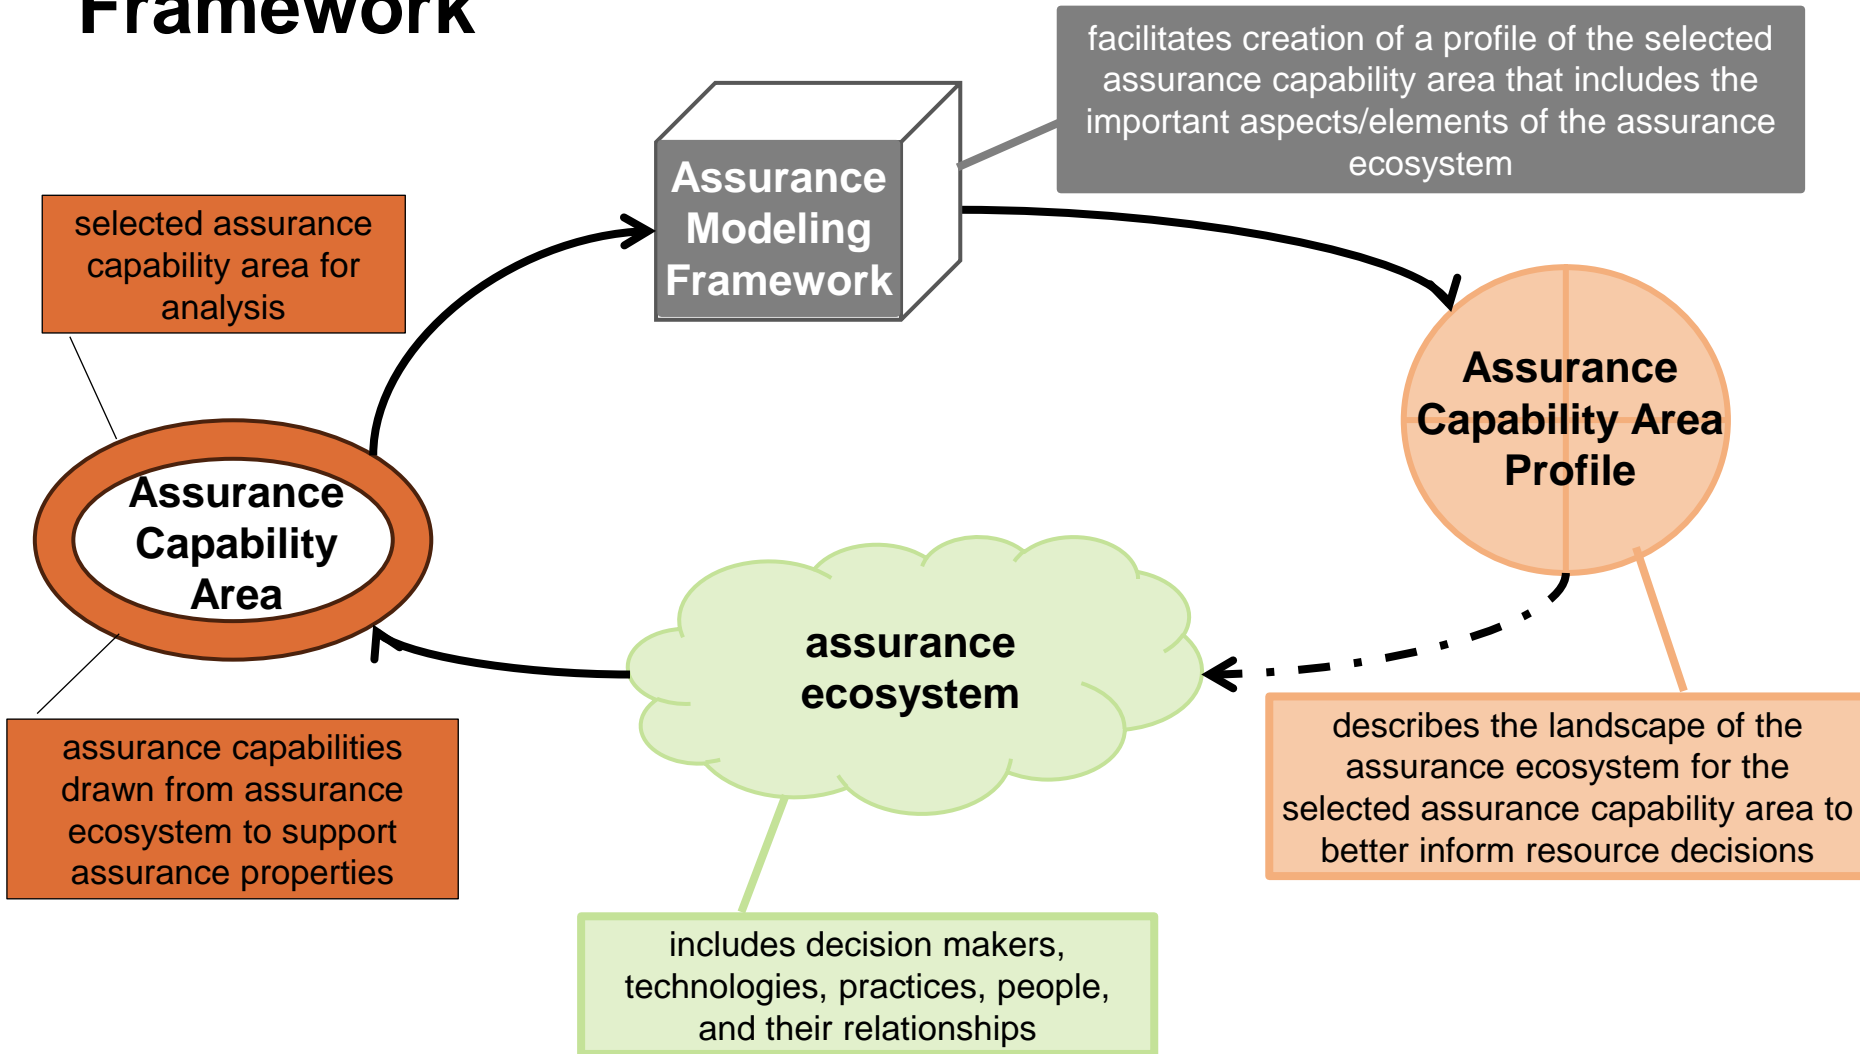 Framework
facilitates creation of a profile of the selected
assurance capability area that includes the
important aspects/elements of the assurance
ecosystem
Assurance
Modeling
Framework
selected assurance
capability area for
analysis
Assurance
Capability Area
Profile
Assurance
Capability
Area
assurance
ecosystem
assurance capabilities
drawn from assurance
ecosystem to support
assurance properties
describes the landscape of the
assurance ecosystem for the
selected assurance capability area to
better inform resource decisions
includes decision makers,
technologies, practices, people,
and their relationships